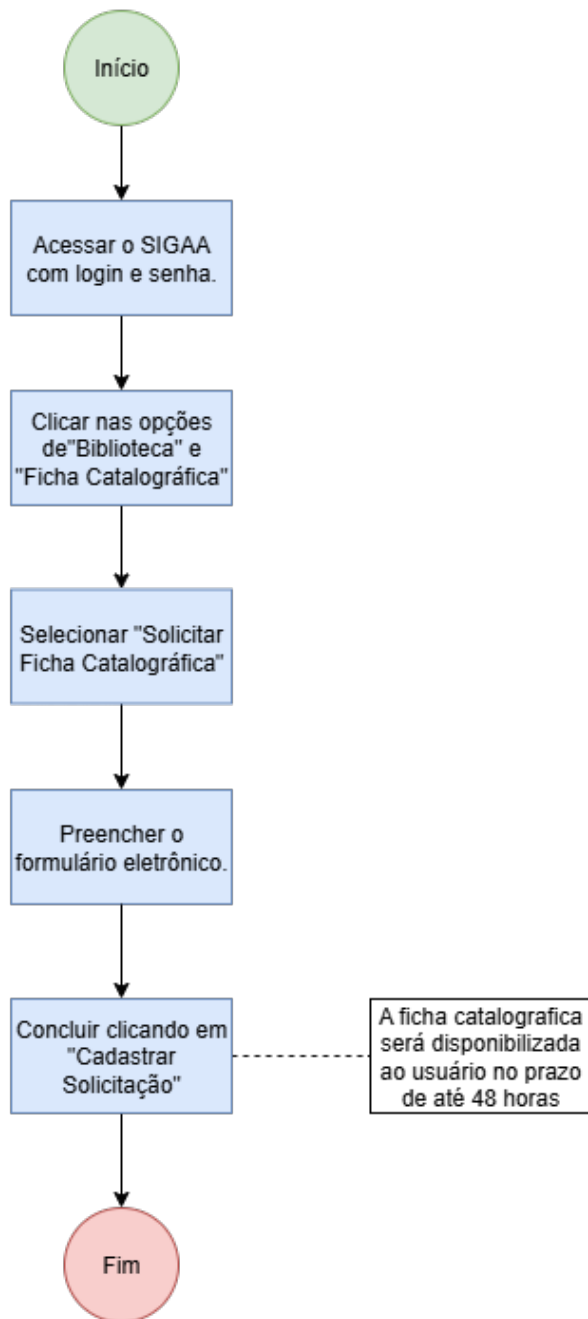 Início
Acessar o SIGAA
com login e senha.
Clicar nas opções
de"Biblioteca" e
"Ficha Catalográfica"
Selecionar "Solicitar
Ficha Catalográfica"
Preencher o
formulário eletrônico.
Concluir clicando em
"Cadastrar
Solicitação"
A ficha catalografica
será disponibilizada
ao usuário no prazo
de até 48 horas
Fim